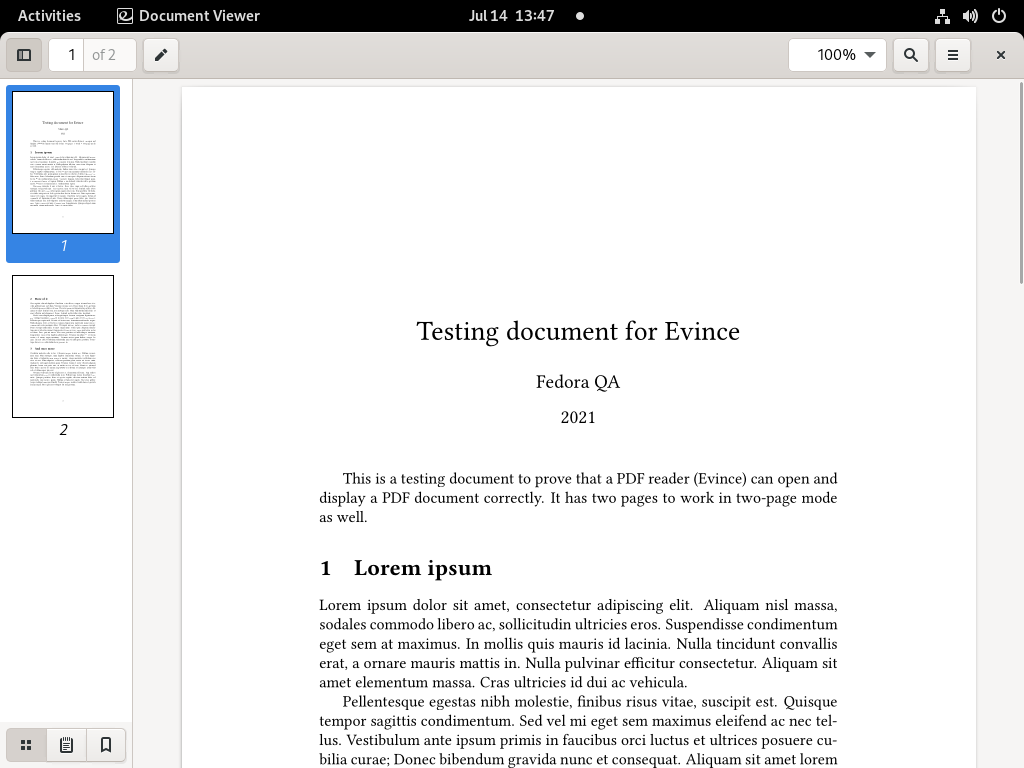 Activities Document Viewer Jul 14 13:47
1 of 2 100%
1
2
Testing document for Evince
Fedora QA
2021
This is a testing document to prove that a PDF reader (Evince) can open and
display a PDF document correctly. It has two pages to work in two-page mode
as well.
1 Lorem ipsum
Lorem ipsum dolor sit amet, consectetur adipiscing elit. Aliquam nisl massa,
sodales commodo libero ac, sollicitudin ultricies eros. Suspendisse condimentum
eget sem at maximus. In mollis quis mauris id lacinia. Nulla tincidunt convallis
erat, a ornare mauris mattis in. Nulla pulvinar efficitur consectetur. Aliquam sit
amet elementum massa. Cras ultricies id dui ac vehicula.
Pellentesque egestas nibh molestie, finibus risus vitae, suscipit est. Quisque
tempor sagittis condimentum. Sed vel mi eget sem maximus eleifend ac nec tel-
lus. Vestibulum ante ipsum primis in faucibus orci luctus et ultrices posuere cu-
bilia curae; Donec bibendum gravida nunc et consequat. Aliquam sit amet lorem